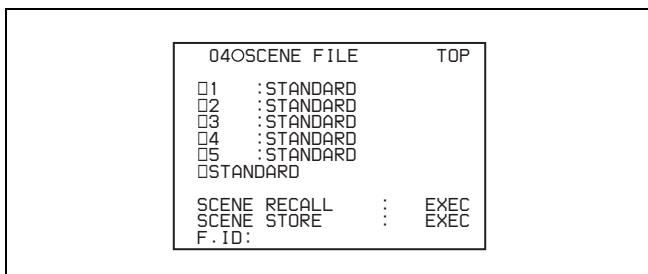 04○SCENE FILE TOP
□1 :STANDARD
□2 :STANDARD
□3 :STANDARD
□4 :STANDARD
□5 :STANDARD
□STANDARD
SCENE RECALL : EXEC
SCENE STORE : EXEC
F.ID: